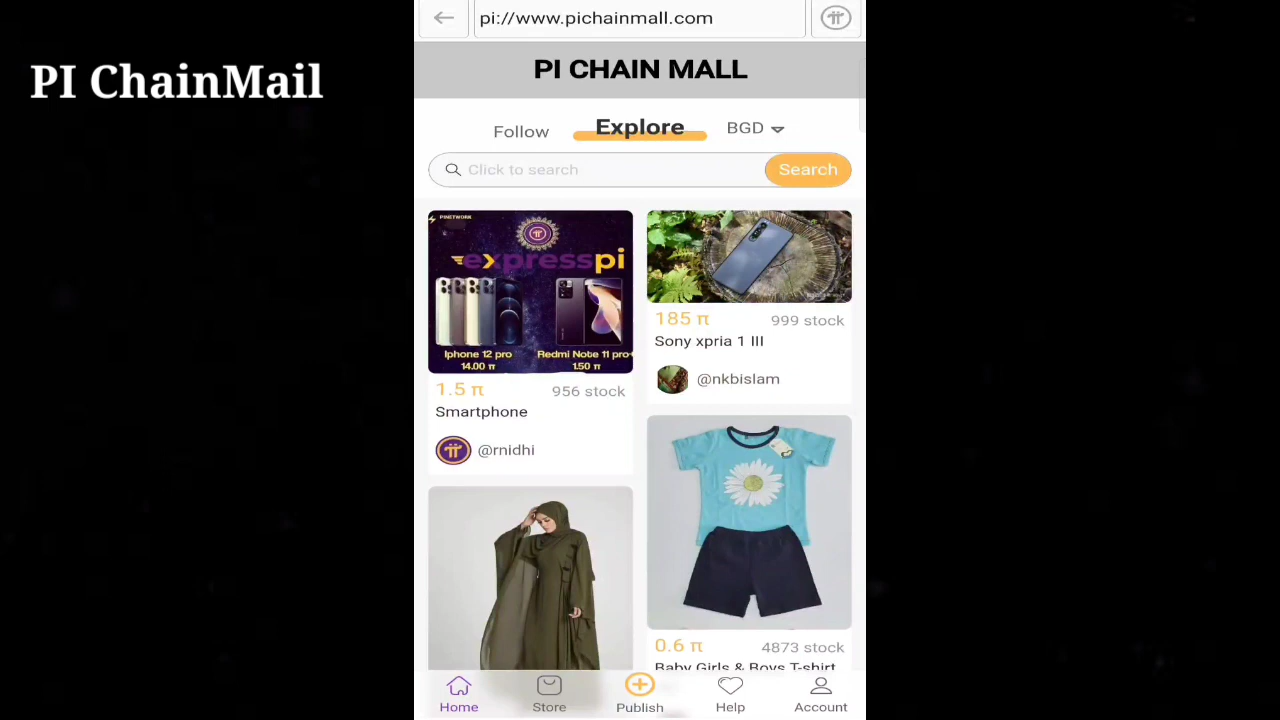 PI ChainMail
pi://www.pichainmall.com
PI CHAIN MALL
Follow
Explore
BGD
Click to search
Search
PINETWORK
expresspi
Iphone 12 pro
14.00 π
Redmi Note 11 pro+
1.50 π
1.5 π
956 stock
Smartphone
@rnidhi
185 π
999 stock
Sony xpria 1 III
@nkbislam
0.6 π
4873 stock
Baby Girls & Boys T-shirt
Home
Store
Publish
Help
Account